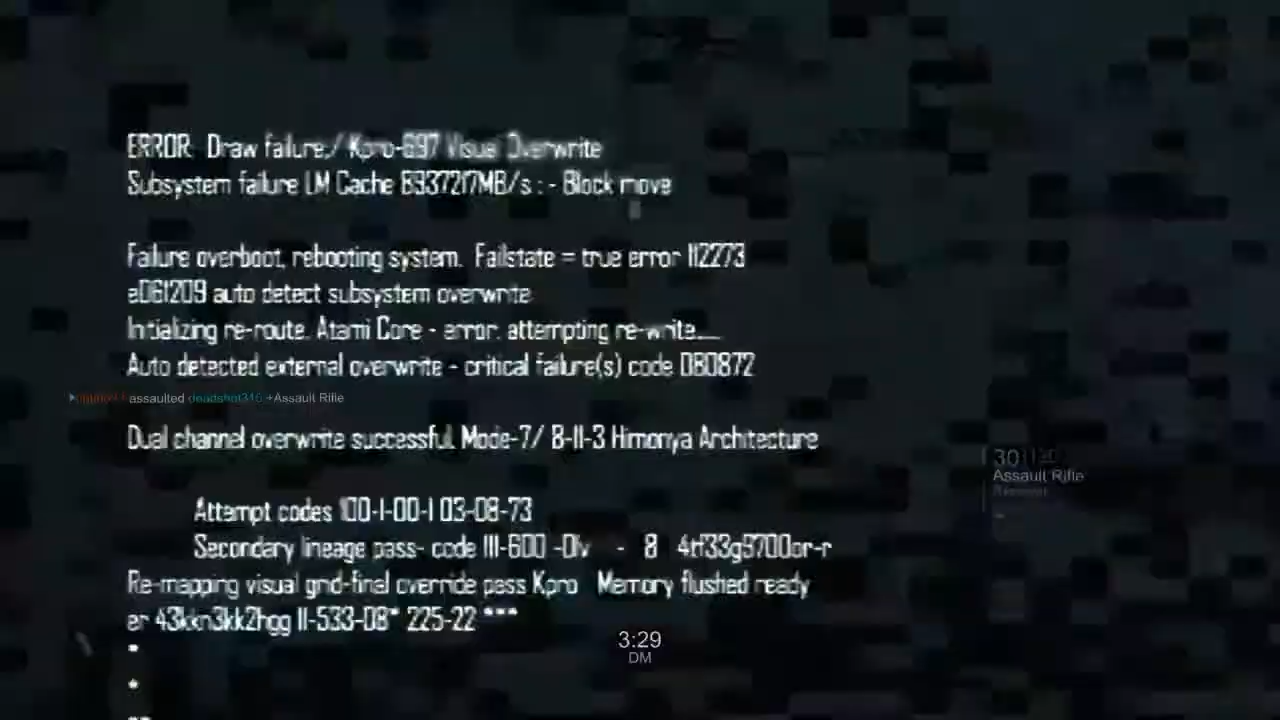 ERROR Draw failure:/ Kpro-697 Visual Overwrite
Subsystem failure LM Cache 8937217MB/s : - Block move
Failure overboot, rebooting system. Failstate = true error 112273
a061209 auto detect subsystem overwrite
Initializing re-route. Atami Core - error. attempting re-write.....
Auto detected external overwrite - critical failure(s) code 080872
assaulted deadshot315 +Assault Rifle
Dual channel overwrite successful. Mode-7/ 8-11-3 Himonya Architecture
30
Assault Rifle
Attempt codes 100-1-00-1 03-08-73
Secondary lineage pass- code 111-600 -01v - 8
Re-mapping visual grid-final override pass Kpro Memory flushed ready
er 43kkn3kk2hgg 11-533-08* 225-22 ***
3:29
DM
*
*
**